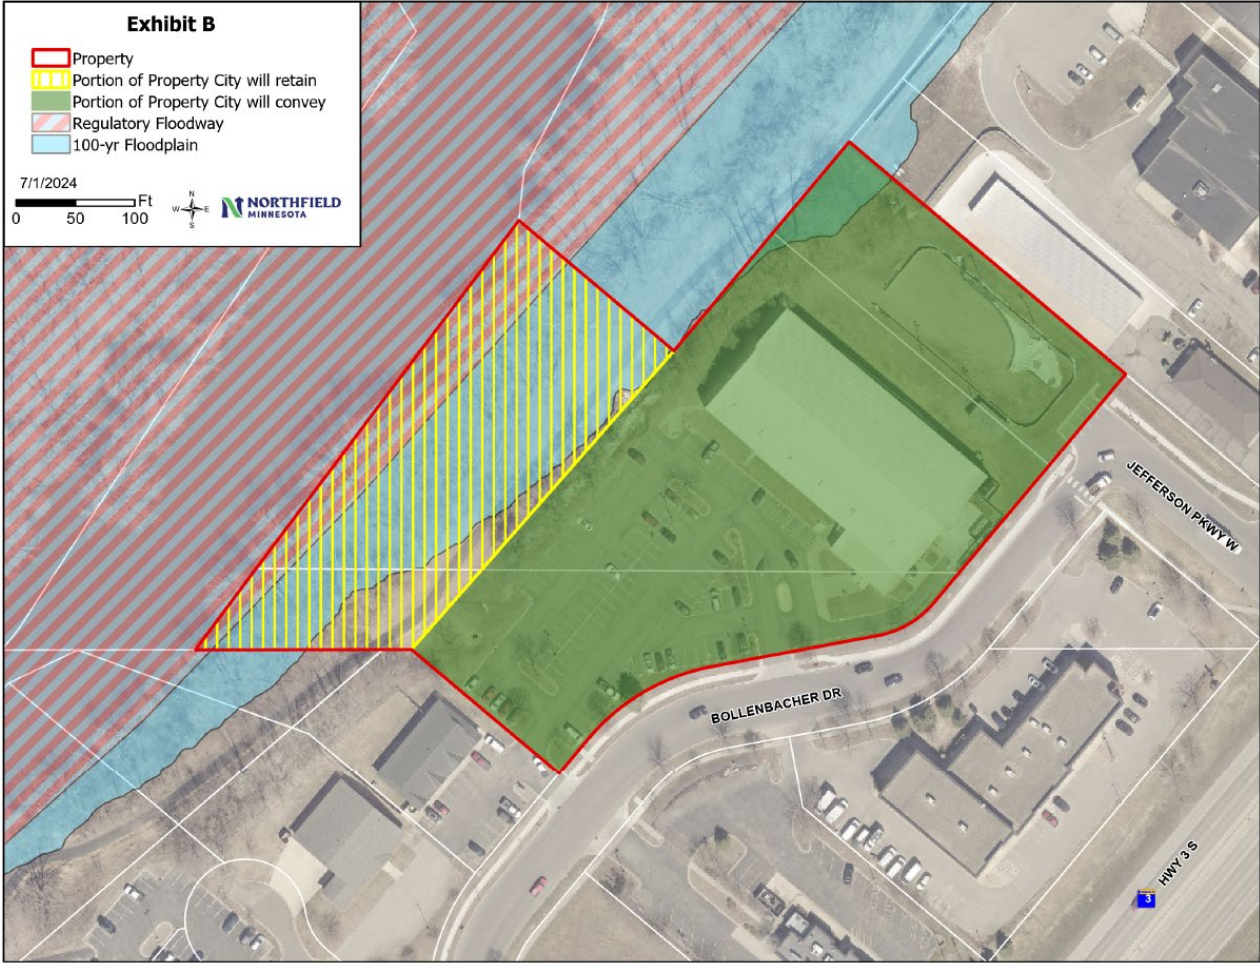 Exhibit B
Property
Portion of Property City will retain
Portion of Property City will convey
Regulatory Floodway
100-yr Floodplain
7/1/2024
Ft
0 50 100
N
W E
S
NORTHFIELD
MINNESOTA
JEFFERSON PKWY W
BOLLENBACHER DR
HWY 3 S
3